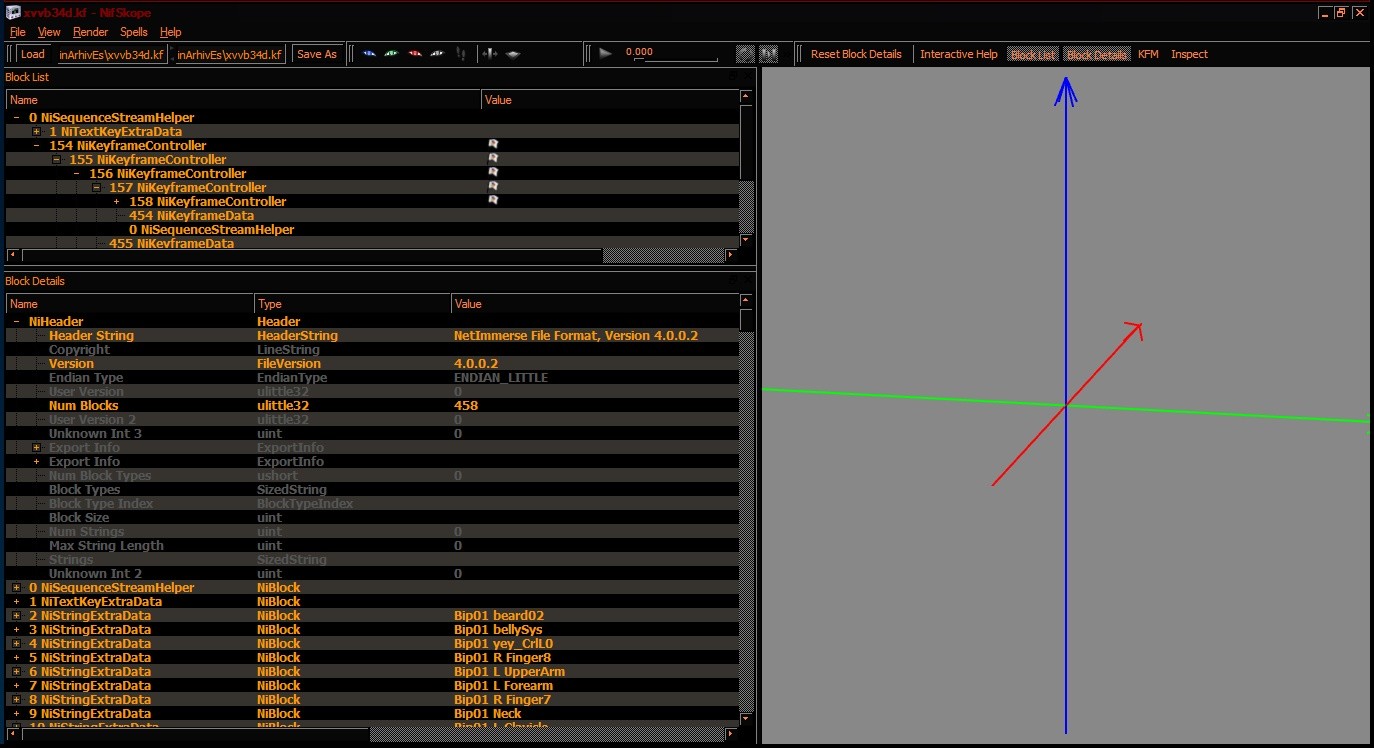 xvvb34d.kf - NifSkope
File View Render Spells Help
Load inArhivEs\xvvb34d.kf inArhivEs\xvvb34d.kf Save As 0.000 Reset Block Details Interactive Help Block List Block Details KFM Inspect
Block List
Name Value
- 0 NiSequenceStreamHelper
+ 1 NiTextKeyExtraData
- 154 NiKeyframeController
- 155 NiKeyframeController
- 156 NiKeyframeController
- 157 NiKeyframeController
+ 158 NiKeyframeController
454 NiKeyframeData
0 NiSequenceStreamHelper
455 NiKeyframeData
Block Details
Name Type Value
- NiHeader Header
Header String HeaderString NetImmerse File Format, Version 4.0.0.2
Copyright LineString
Version FileVersion 4.0.0.2
Endian Type EndianType ENDIAN_LITTLE
User Version ulittle32 0
Num Blocks ulittle32 458
User Version 2 ulittle32 0
Unknown Int 3 uint 0
+ Export Info ExportInfo
+ Export Info ExportInfo
Num Block Types ushort 0
Block Types SizedString
Block Type Index BlockTypeIndex
Block Size uint
Num Strings uint 0
Max String Length uint 0
Strings SizedString
Unknown Int 2 uint 0
+ 0 NiSequenceStreamHelper NiBlock
+ 1 NiTextKeyExtraData NiBlock
+ 2 NiStringExtraData NiBlock Bip01 beard02
+ 3 NiStringExtraData NiBlock Bip01 bellySys
+ 4 NiStringExtraData NiBlock Bip01 yey_CrlL0
+ 5 NiStringExtraData NiBlock Bip01 R Finger8
+ 6 NiStringExtraData NiBlock Bip01 L UpperArm
+ 7 NiStringExtraData NiBlock Bip01 L Forearm
+ 8 NiStringExtraData NiBlock Bip01 R Finger7
+ 9 NiStringExtraData NiBlock Bip01 Neck
+ 10 NiStringExtraData NiBlock Bip01 L Clavicle